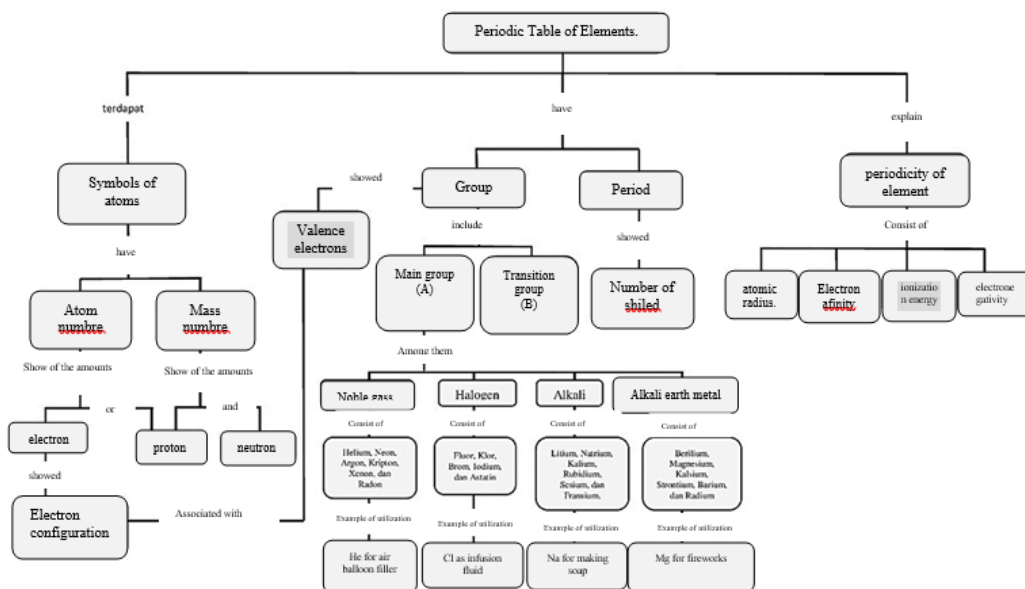 Periodic Table of Elements.
terdapat
have
explain
Symbols of
atoms
showed
Group
Period
periodicity of
element
Valence
electrons
include
showed
Consist of
have
Main group
(A)
Transition
group
(B)
Number of
shiled
atomic
radius.
Electron
afinity.
ionizatio
n energy
electrone
gativity
Atom
numbre
Mass
numbre
Among them
Show of the amounts
Show of the amounts
Noble gass
Halogen
Alkali
Alkali earth metal
or
and
electron
proton
neutron
Consist of
Consist of
Consist of
Consist of
Helium, Neon,
Argon, Kripton,
Xenon, dan
Radon
Fluor, Klor,
Brom, Iodium,
dan Astatin
Litium, Natrium,
Kalium,
Rubidium,
Sesium, dan
Fransium.
Berilium,
Magnesium,
Kalsium,
Strontium, Barium,
dan Radium
showed
Electron
configuration
Associated with
Example of utilization
Example of utilization
Example of utilization
Example of utilization
He for air
balloon filler
Cl as infusion
fluid
Na for making
soap
Mg for fireworks